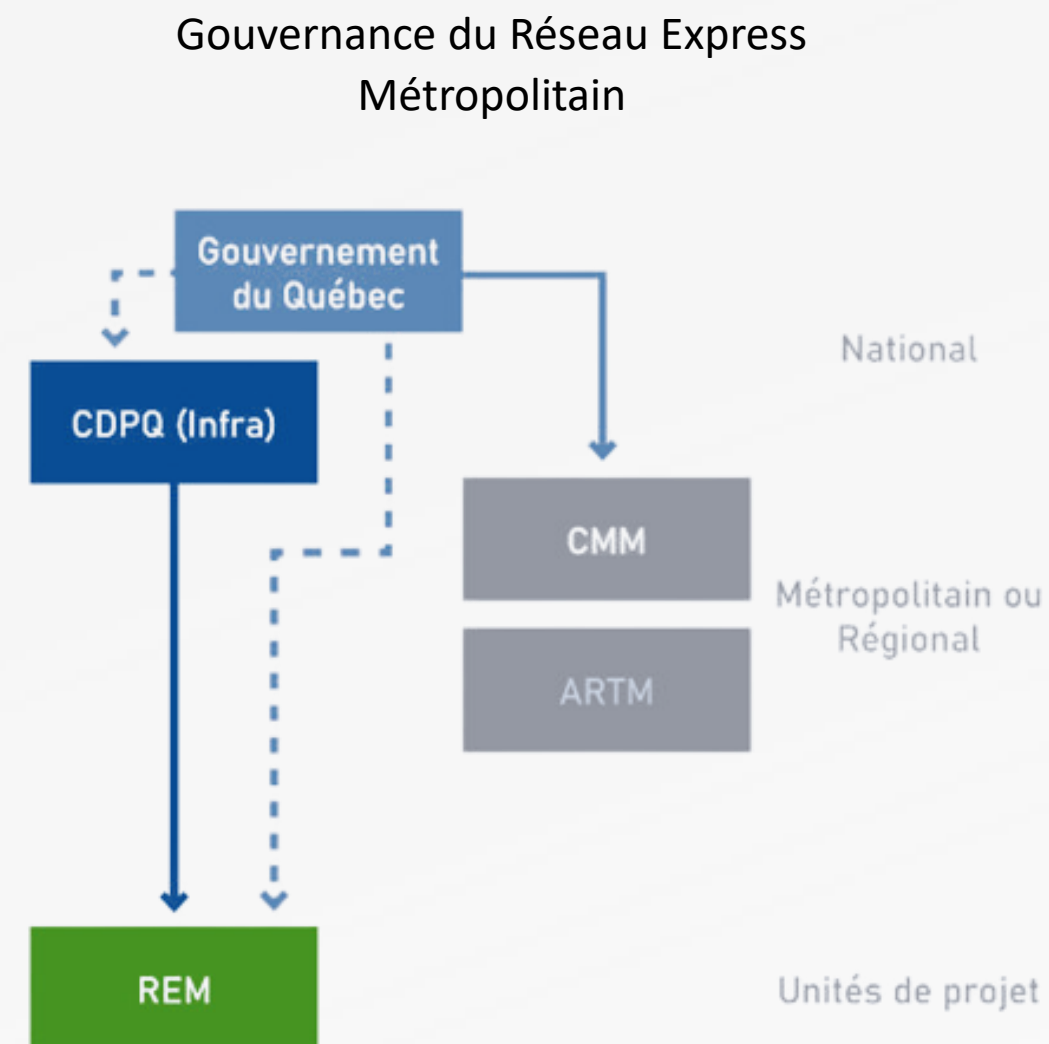 Gouvernance du Réseau Express
Métropolitain
Gouvernement
du Québec
National
CDPQ (Infra)
CMM
Métropolitain ou
Régional
ARTM
REM
Unités de projet